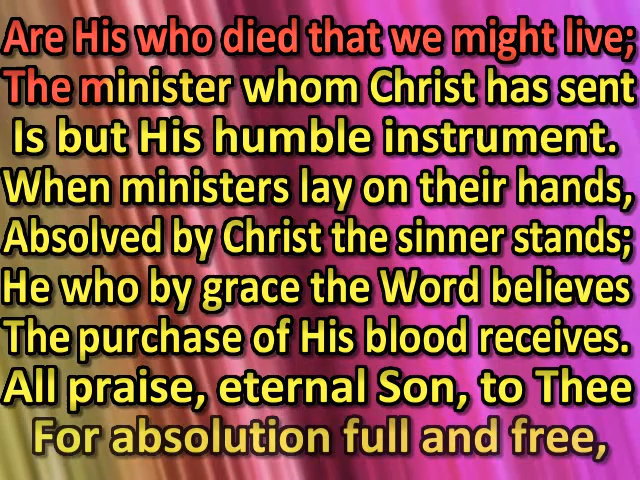 Are His who died that we might live;
The minister whom Christ has sent
Is but His humble instrument.
When ministers lay on their hands,
Absolved by Christ the sinner stands;
He who by grace the Word believes
The purchase of His blood receives.
All praise, eternal Son, to Thee
For absolution full and free,